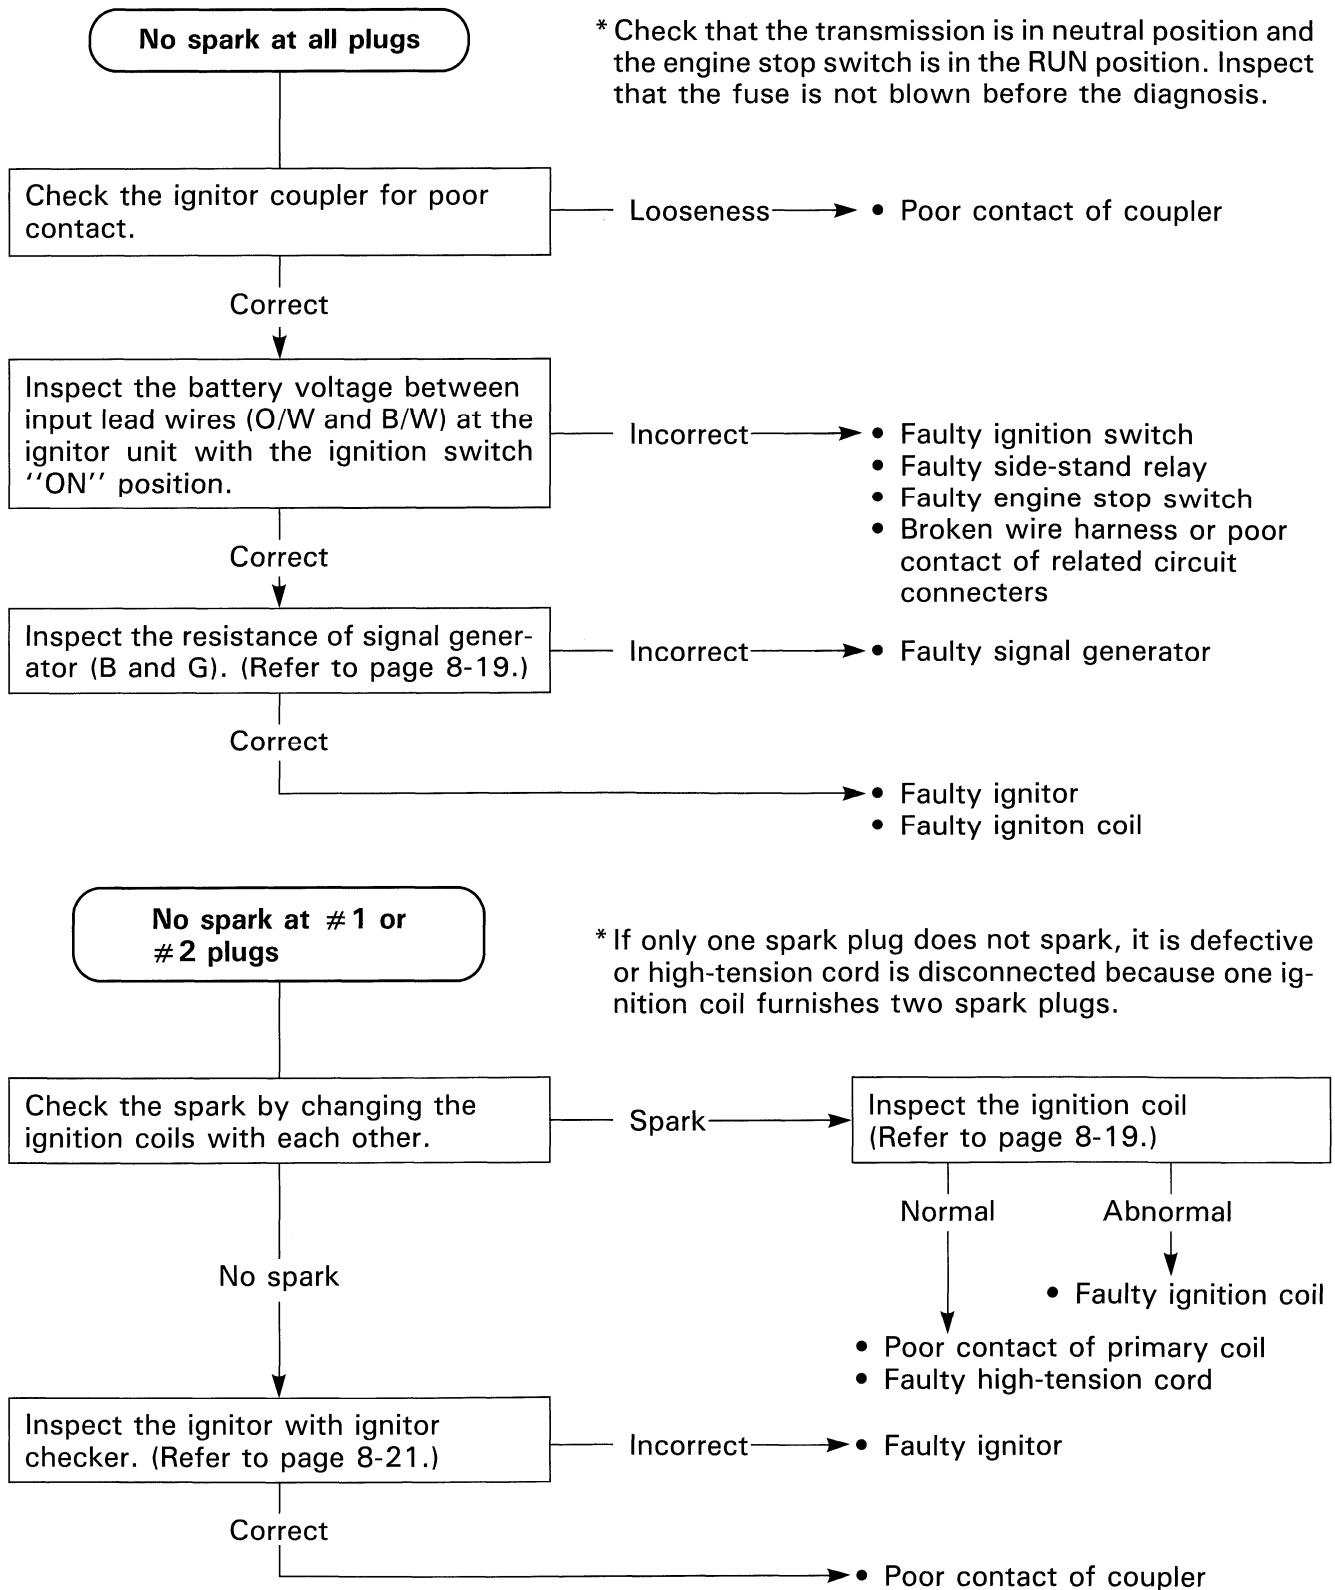 No spark at all plugs
* Check that the transmission is in neutral position and
the engine stop switch is in the RUN position. Inspect
that the fuse is not blown before the diagnosis.
Check the ignitor coupler for poor
contact.
Looseness
• Poor contact of coupler
Correct
Inspect the battery voltage between
input lead wires (O/W and B/W) at the
ignitor unit with the ignition switch
''ON'' position.
Incorrect
• Faulty ignition switch
• Faulty side-stand relay
• Faulty engine stop switch
• Broken wire harness or poor
contact of related circuit
connecters
Correct
Inspect the resistance of signal gener-
ator (B and G). (Refer to page 8-19.)
Incorrect
• Faulty signal generator
Correct
• Faulty ignitor
• Faulty igniton coil
No spark at #1 or
#2 plugs
* If only one spark plug does not spark, it is defective
or high-tension cord is disconnected because one ig-
nition coil furnishes two spark plugs.
Check the spark by changing the
ignition coils with each other.
Spark
Inspect the ignition coil
(Refer to page 8-19.)
Normal
Abnormal
No spark
• Faulty ignition coil
• Poor contact of primary coil
• Faulty high-tension cord
Inspect the ignitor with ignitor
checker. (Refer to page 8-21.)
Incorrect
• Faulty ignitor
Correct
• Poor contact of coupler